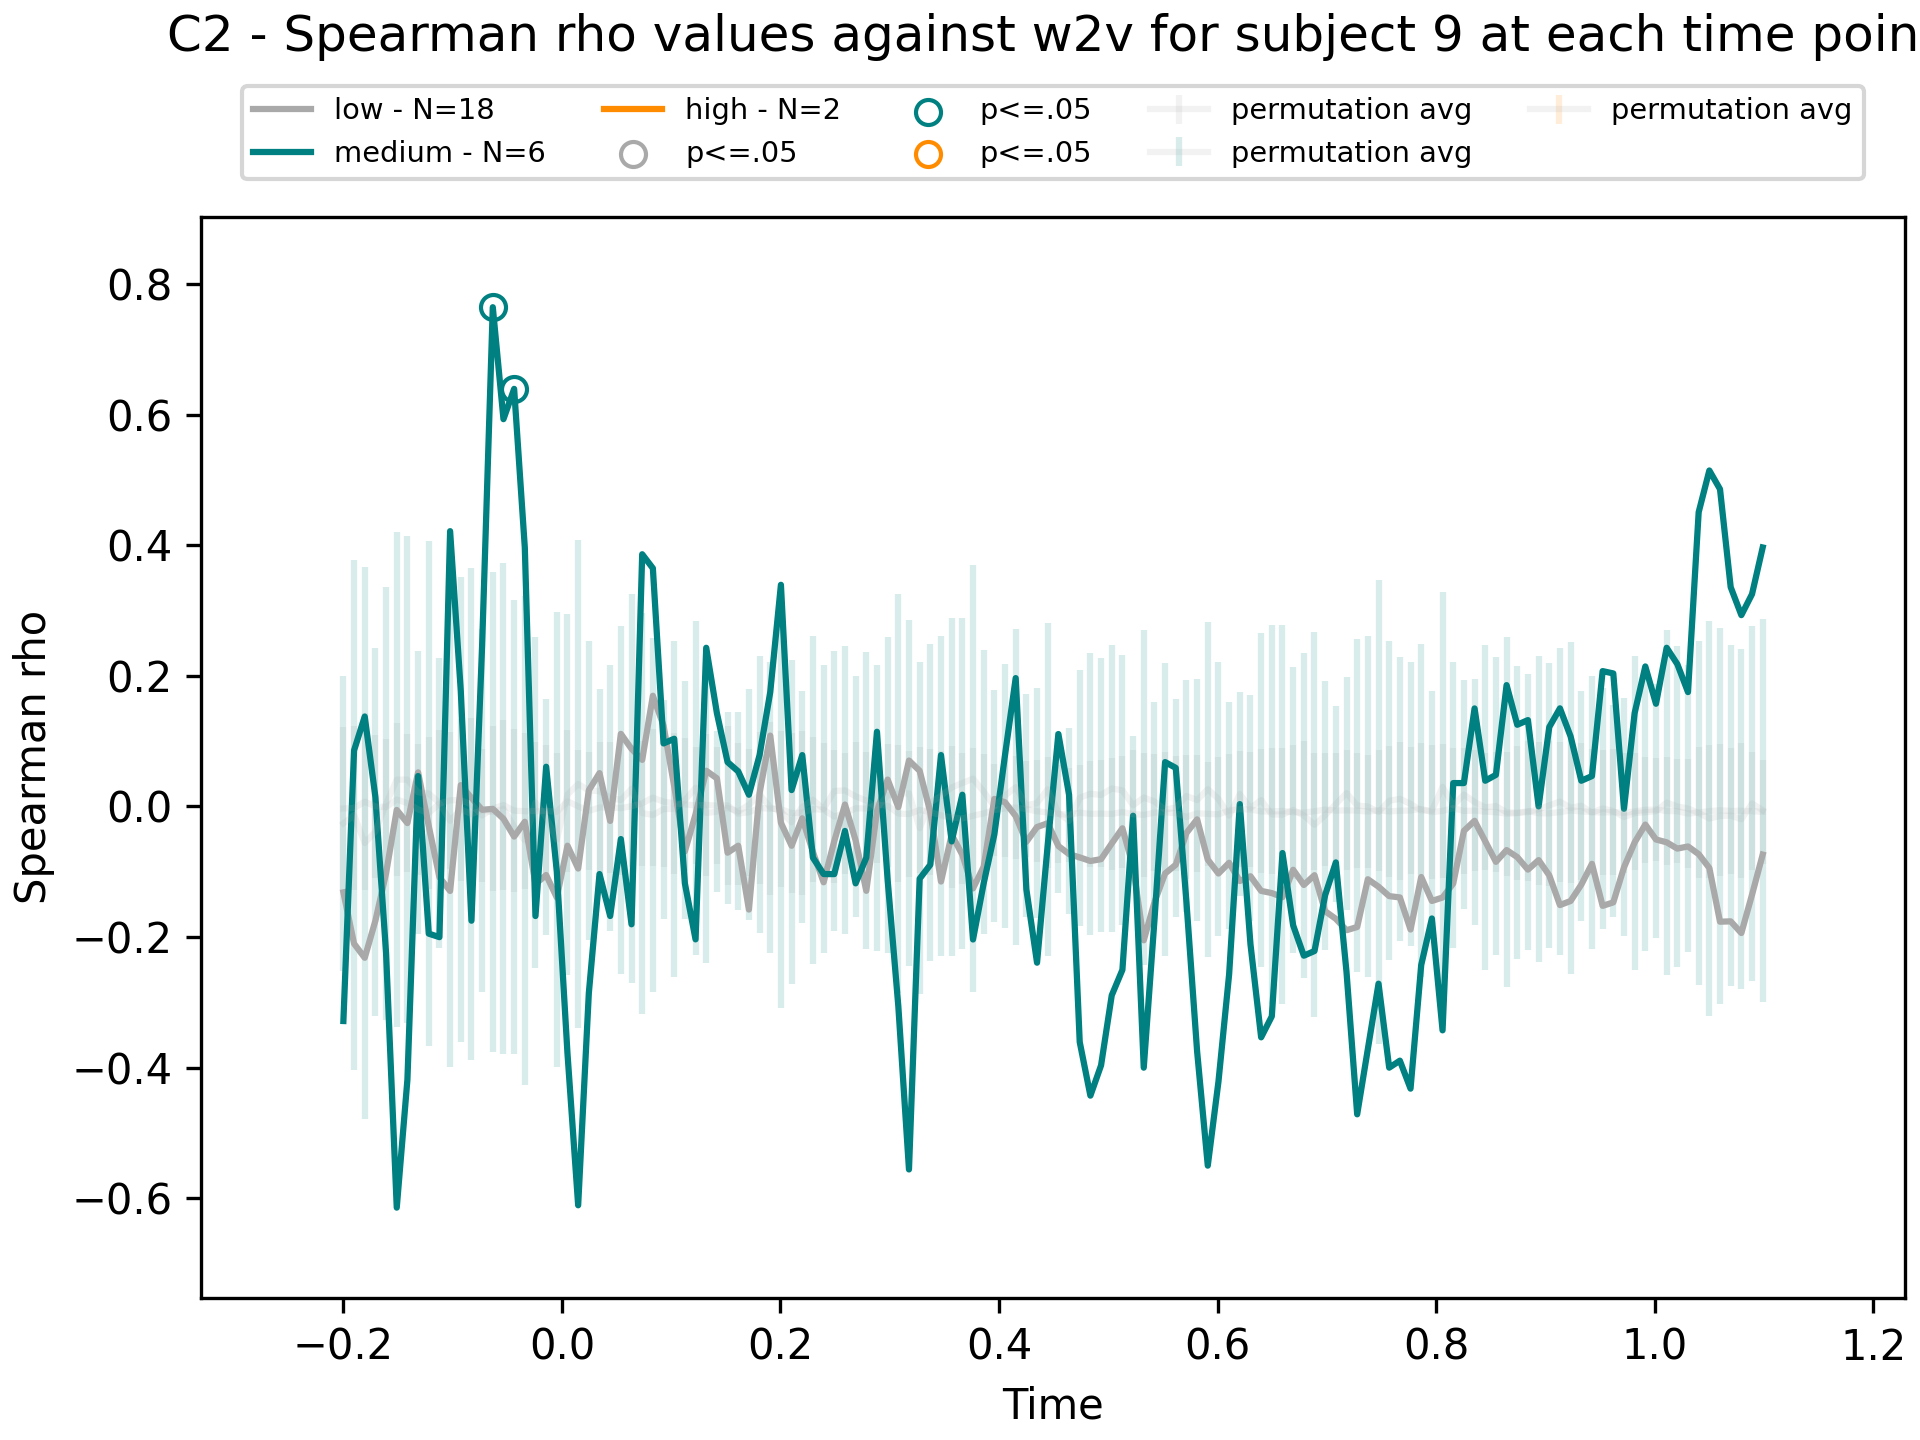 C2 - Spearman rho values against w2v for subject 9 at each time poin
low - N=18
medium - N=6
high - N=2
p<=.05
p<=.05
p<=.05
permutation avg
permutation avg
permutation avg
Spearman rho
0.8
0.6
0.4
0.2
0.0
−0.2
−0.4
−0.6
−0.2 0.0 0.2 0.4 0.6 0.8 1.0 1.2
Time